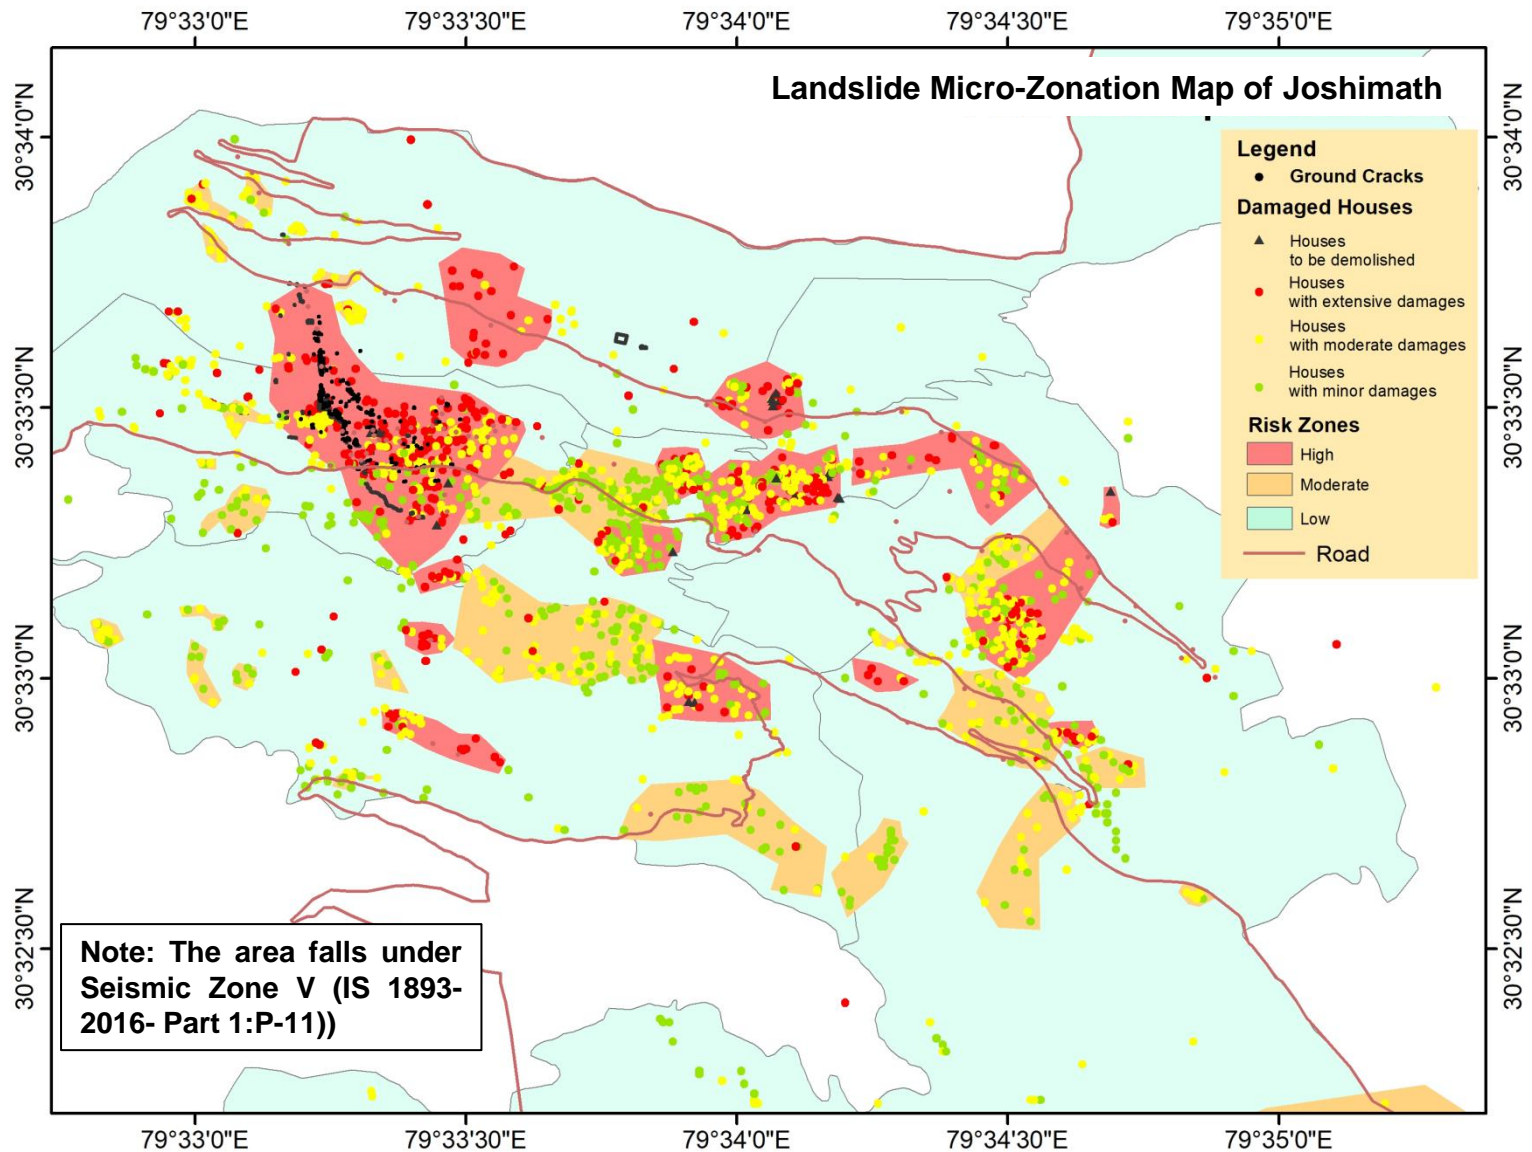 79°33'0"E 79°33'30"E 79°34'0"E 79°34'30"E 79°35'0"E
Landslide Micro-Zonation Map of Joshimath
30°34'0"N
30°33'30"N
30°33'0"N
30°32'30"N
30°34'0"N
30°33'30"N
30°33'0"N
30°32'30"N
Legend
Ground Cracks
Damaged Houses
Houses
to be demolished
Houses
with extensive damages
Houses
with moderate damages
Houses
with minor damages
Risk Zones
High
Moderate
Low
Road
Note: The area falls under
Seismic Zone V (IS 1893-
2016- Part 1:P-11))
79°33'0"E 79°33'30"E 79°34'0"E 79°34'30"E 79°35'0"E